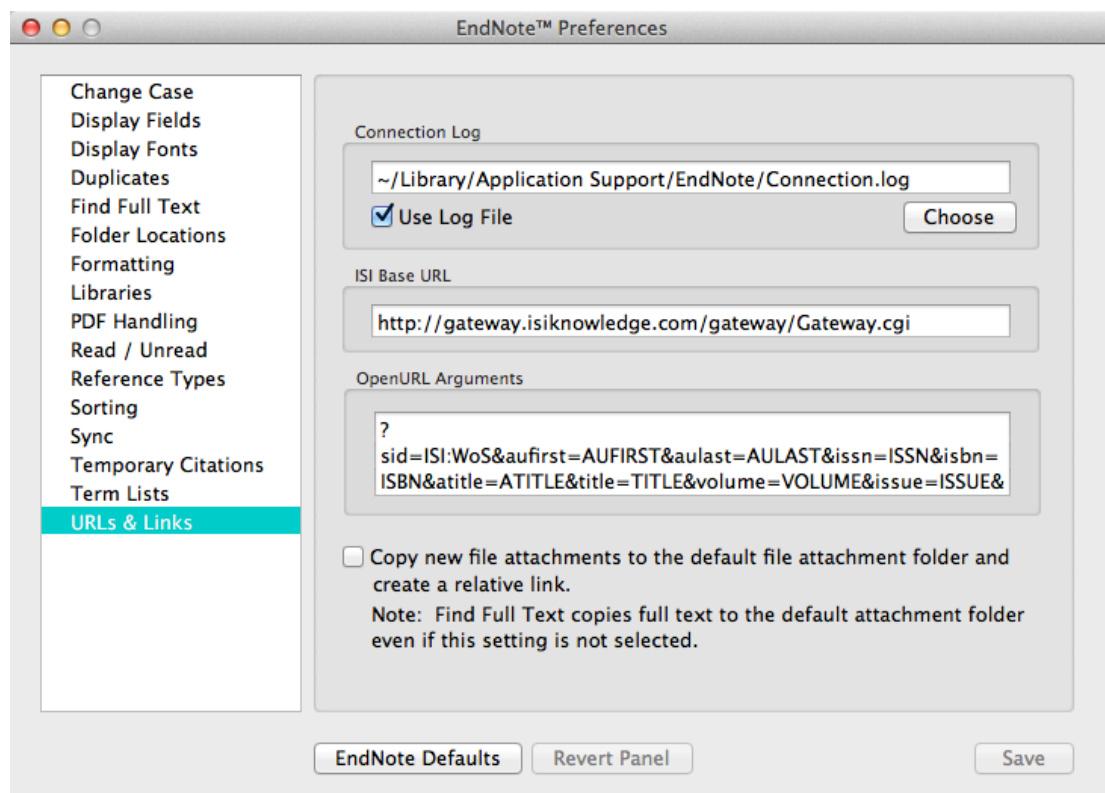 EndNote™ Preferences
Change Case
Display Fields
Display Fonts
Duplicates
Find Full Text
Folder Locations
Formatting
Libraries
PDF Handling
Read / Unread
Reference Types
Sorting
Sync
Temporary Citations
Term Lists
URLs & Links
Connection Log
~/Library/Application Support/EndNote/Connection.log
Use Log File
Choose
ISI Base URL
http://gateway.isiknowledge.com/gateway/Gateway.cgi
OpenURL Arguments
?
sid=ISI:WoS&aufirst=AUFIRST&aulast=AULAST&issn=ISSN&isbn=
ISBN&atitle=ATITLE&title=TITLE&volume=VOLUME&issue=ISSUE&
Copy new file attachments to the default file attachment folder and
create a relative link.
Note: Find Full Text copies full text to the default attachment folder
even if this setting is not selected.
EndNote Defaults
Revert Panel
Save